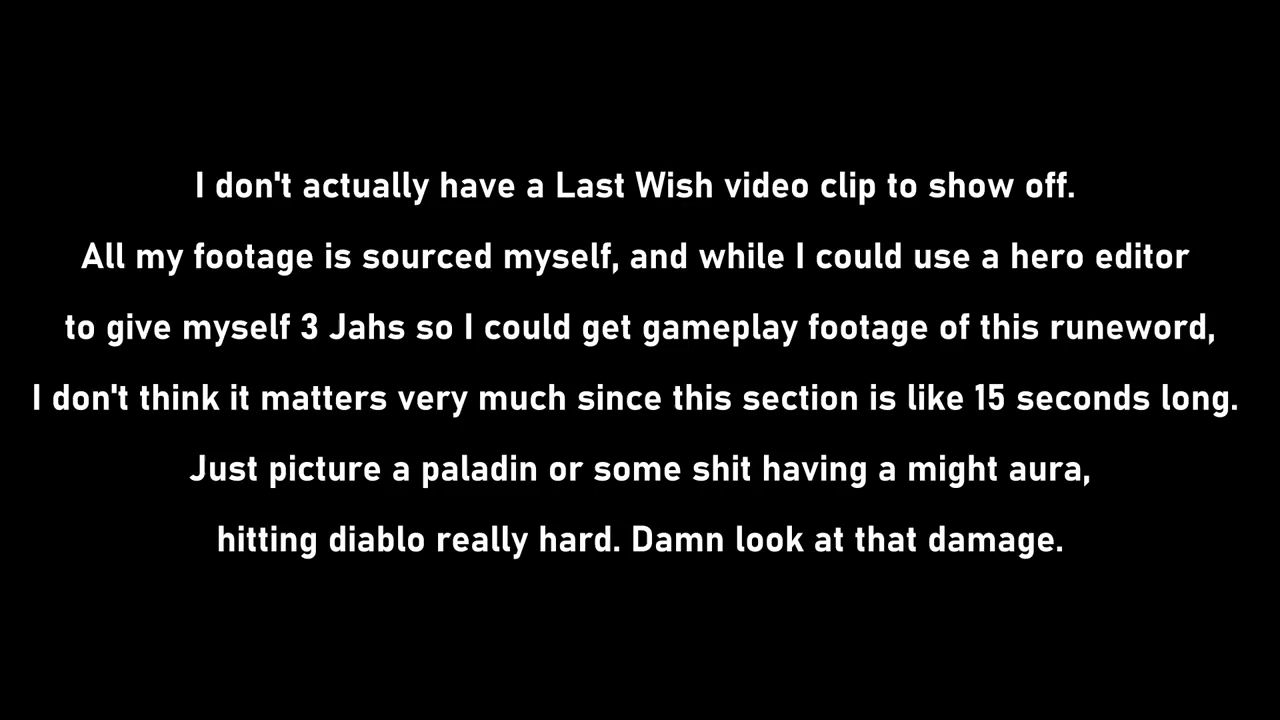 I don't actually have a Last Wish video clip to show off.
All my footage is sourced myself, and while I could use a hero editor
to give myself 3 Jahs so I could get gameplay footage of this runeword,
I don't think it matters very much since this section is like 15 seconds long.
Just picture a paladin or some shit having a might aura,
hitting diablo really hard. Damn look at that damage.